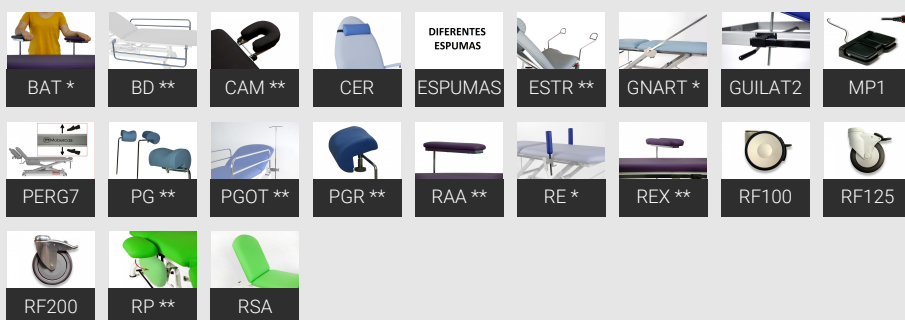 DIFERENTES
ESPUMAS
BAT *
BD **
CAM **
CER
ESPUMAS
ESTR **
GNART *
GUILAT2
MP1
PERG7
PG **
PGOT **
PGR **
RAA **
RE *
REX **
RF100
RF125
RF200
RP **
RSA